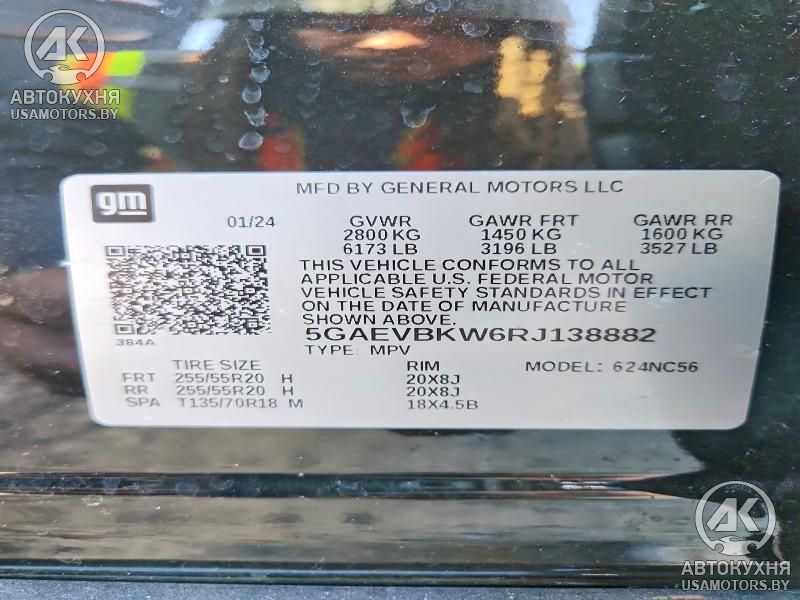 AK
АВТОКУХНЯ
USAMOTORS.BY
gm
MFD BY GENERAL MOTORS LLC
01/24 GVWR GAWR FRT GAWR RR
2800 KG 1450 KG 1600 KG
6173 LB 3196 LB 3527 LB
THIS VEHICLE CONFORMS TO ALL
APPLICABLE U.S. FEDERAL MOTOR
VEHICLE SAFETY STANDARDS IN EFFECT
ON THE DATE OF MANUFACTURE
SHOWN ABOVE.
384A
5GAEVBKW6RJ138882
TYPE: MPV
TIRE SIZE RIM MODEL: 624NC56
FRT 255/55R20 H 20X8J
RR 255/55R20 H 20X8J
SPA T135/70R18 M 18X4.5B
AK
АВТОКУХНЯ
USAMOTORS.BY